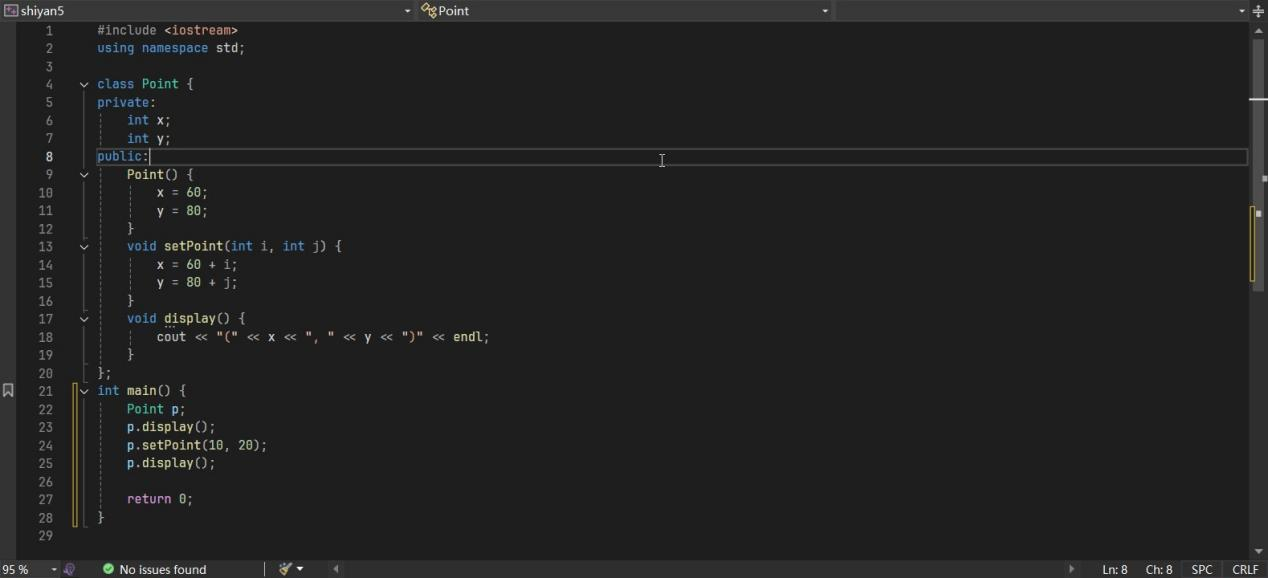 shiyan5 Point
1 #include <iostream>
2 using namespace std;
3
4 class Point {
5 private:
6 int x;
7 int y;
8 public:
9 Point() {
10 x = 60;
11 y = 80;
12 }
13 void setPoint(int i, int j) {
14 x = 60 + i;
15 y = 80 + j;
16 }
17 void display() {
18 cout << "(" << x << ", " << y << ")" << endl;
19 }
20 };
21 int main() {
22 Point p;
23 p.display();
24 p.setPoint(10, 20);
25 p.display();
26
27 return 0;
28 }
29
95 % No issues found Ln: 8 Ch: 8 SPC CRLF